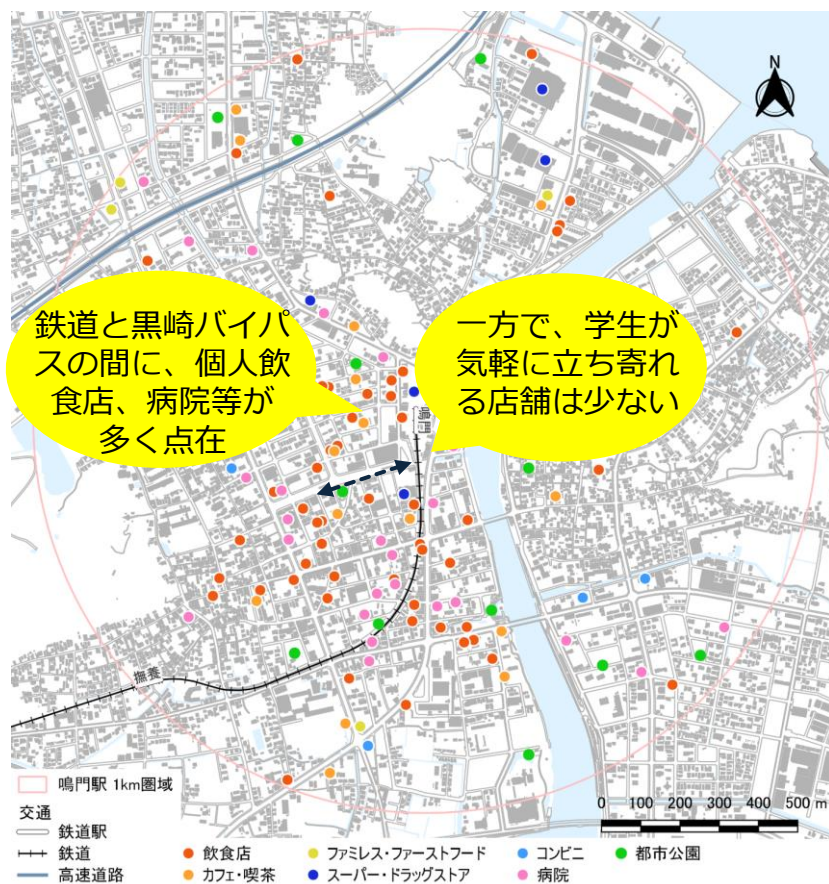 N
鉄道と黒崎バイパ
スの間に、個人飲
食店、病院等が
多く点在
一方で、学生が
気軽に立ち寄れ
る店舗は少ない
鳴門
撫養
鳴門駅 1km圏域
交通
鉄道駅
鉄道
高速道路
飲食店
カフェ・喫茶
ファミレス・ファーストフード
スーパー・ドラッグストア
コンビニ
病院
都市公園
0 100 200 300 400 500 m